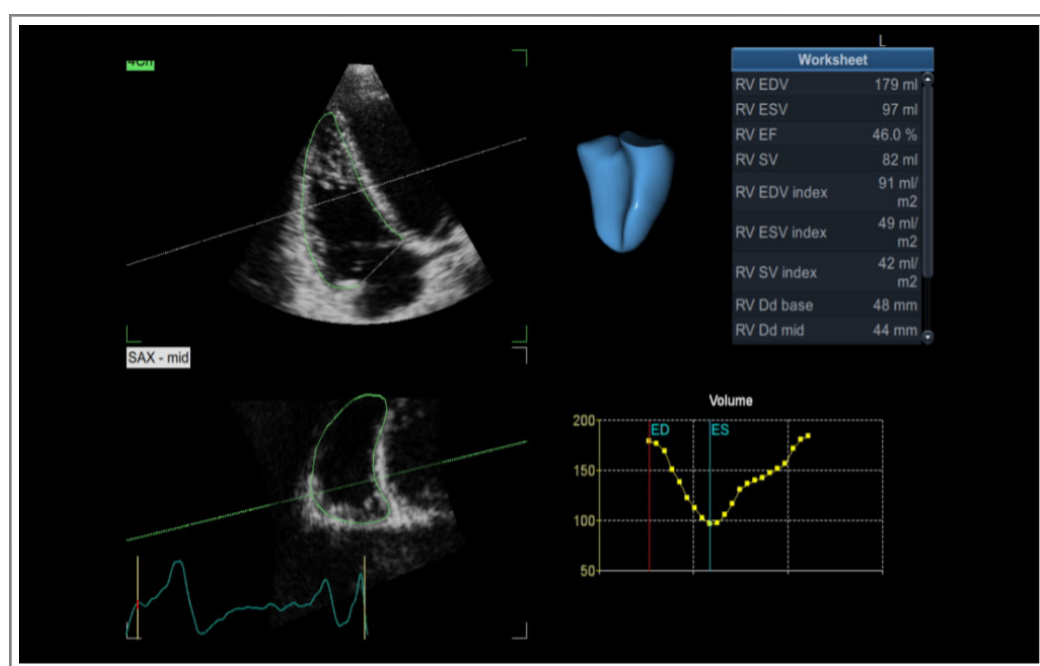 4Ch
L
Worksheet
RV EDV 179 ml
RV ESV 97 ml
RV EF 46.0 %
RV SV 82 ml
RV EDV index 91 ml/
m2
RV ESV index 49 ml/
m2
RV SV index 42 ml/
m2
RV Dd base 48 mm
RV Dd mid 44 mm
SAX - mid
Volume
200
ED ES
150
100
50